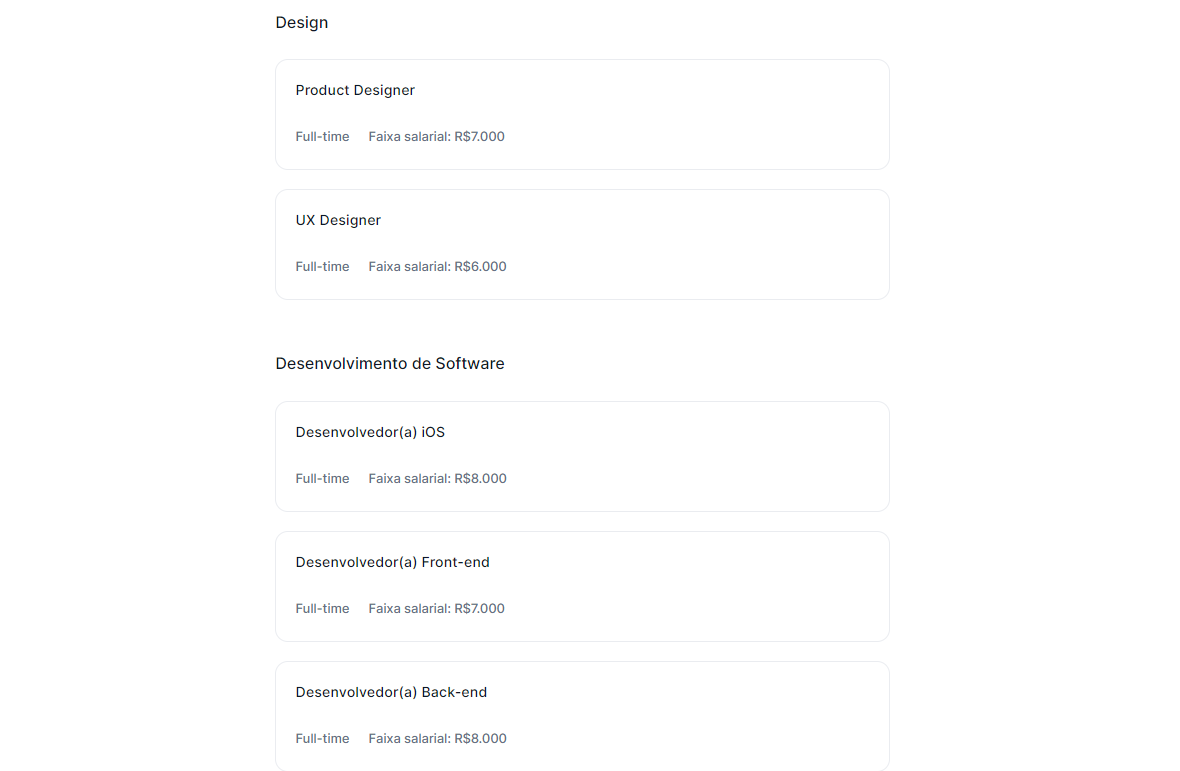 Design
Product Designer
Full-time Faixa salarial: R$7.000
UX Designer
Full-time Faixa salarial: R$6.000
Desenvolvimento de Software
Desenvolvedor(a) iOS
Full-time Faixa salarial: R$8.000
Desenvolvedor(a) Front-end
Full-time Faixa salarial: R$7.000
Desenvolvedor(a) Back-end
Full-time Faixa salarial: R$8.000